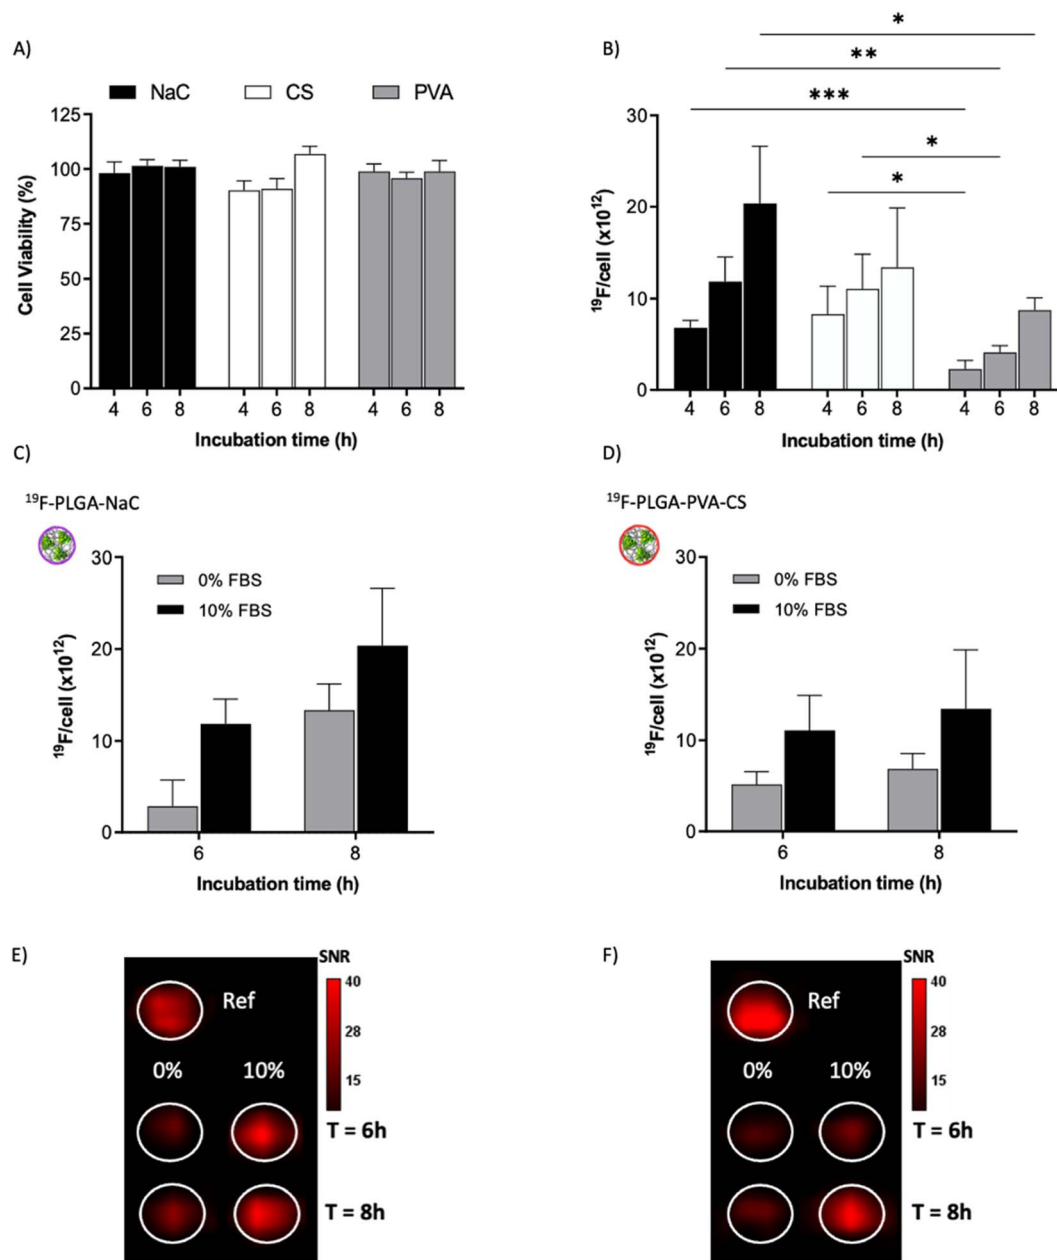 A)
NaC CS PVA
125
100
75
50
25
0
Cell Viability (%)
4 6 8 4 6 8 4 6 8
Incubation time (h)
B)
*
**
***
*
*
30
20
10
0
¹⁹F/cell (x10¹²)
4 6 8 4 6 8 4 6 8
Incubation time (h)
C)
¹⁹F-PLGA-NaC
30
20
10
0
¹⁹F/cell (x10¹²)
0% FBS
10% FBS
6 8
Incubation time (h)
D)
¹⁹F-PLGA-PVA-CS
30
20
10
0
¹⁹F/cell (x10¹²)
0% FBS
10% FBS
6 8
Incubation time (h)
E)
SNR
40
28
15
Ref
0% 10%
T = 6h
T = 8h
F)
SNR
40
28
15
Ref
0% 10%
T = 6h
T = 8h